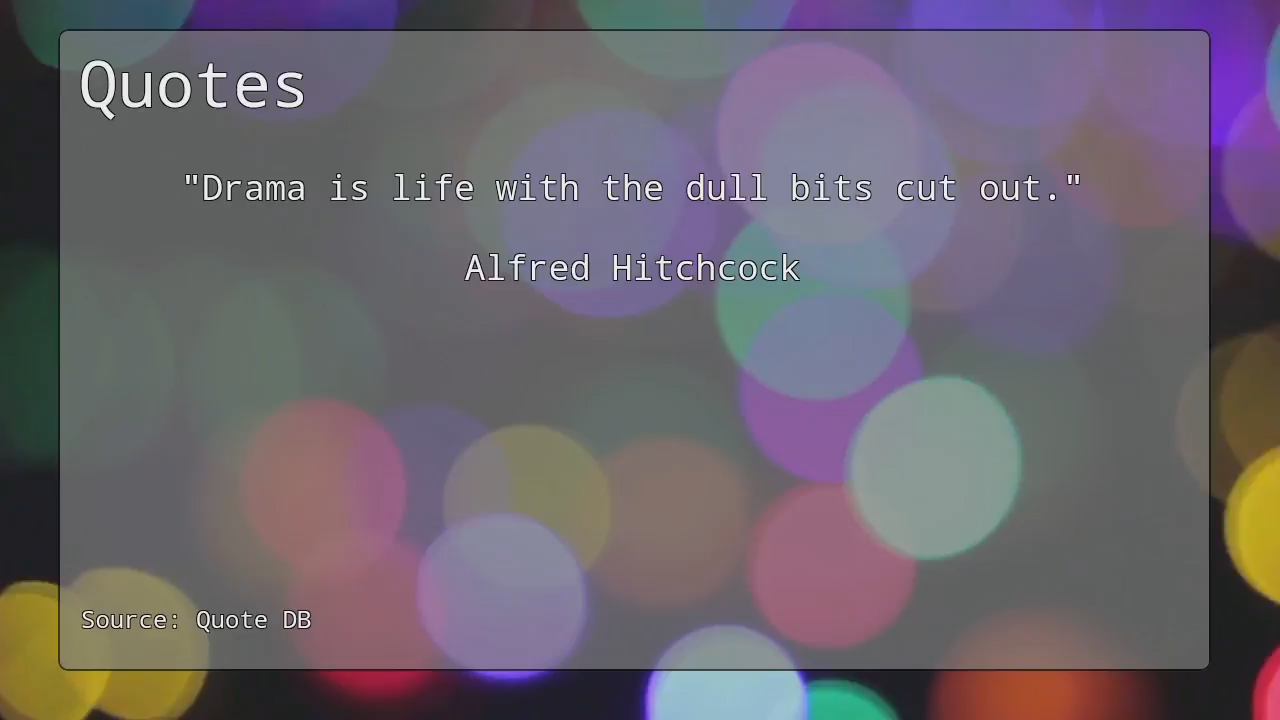 Quotes
"Drama is life with the dull bits cut out."
Alfred Hitchcock
Source: Quote DB